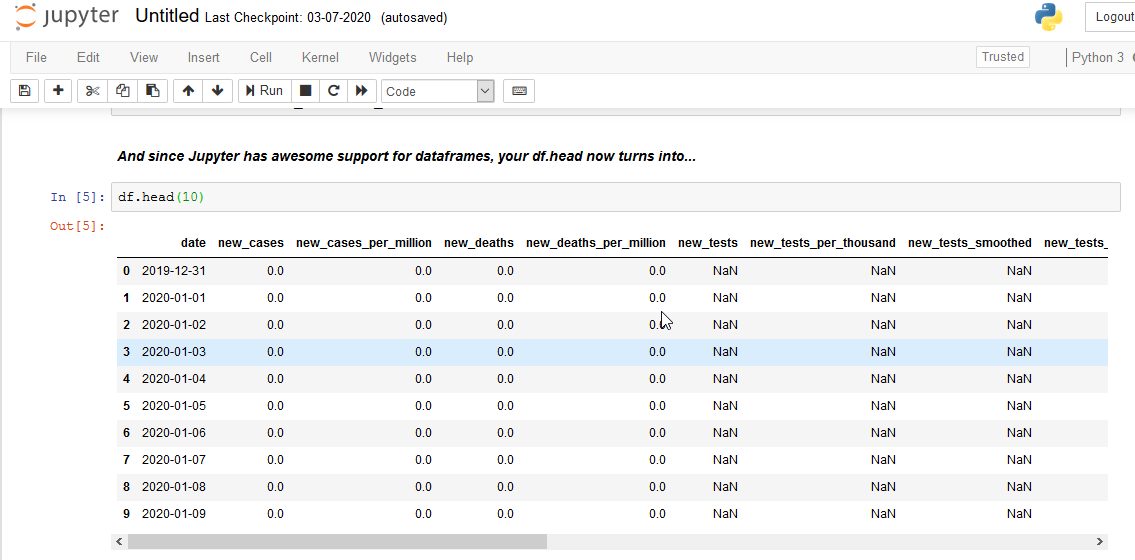 jupyter Untitled Last Checkpoint: 03-07-2020 (autosaved)
Logout
File Edit View Insert Cell Kernel Widgets Help
Trusted
Python 3
Run
Code
And since Jupyter has awesome support for dataframes, your df.head now turns into...
In [5]: df.head(10)
Out[5]:
date new_cases new_cases_per_million new_deaths new_deaths_per_million new_tests new_tests_per_thousand new_tests_smoothed new_tests_
0 2019-12-31 0.0 0.0 0.0 0.0 NaN NaN NaN
1 2020-01-01 0.0 0.0 0.0 0.0 NaN NaN NaN
2 2020-01-02 0.0 0.0 0.0 0.0 NaN NaN NaN
3 2020-01-03 0.0 0.0 0.0 0.0 NaN NaN NaN
4 2020-01-04 0.0 0.0 0.0 0.0 NaN NaN NaN
5 2020-01-05 0.0 0.0 0.0 0.0 NaN NaN NaN
6 2020-01-06 0.0 0.0 0.0 0.0 NaN NaN NaN
7 2020-01-07 0.0 0.0 0.0 0.0 NaN NaN NaN
8 2020-01-08 0.0 0.0 0.0 0.0 NaN NaN NaN
9 2020-01-09 0.0 0.0 0.0 0.0 NaN NaN NaN